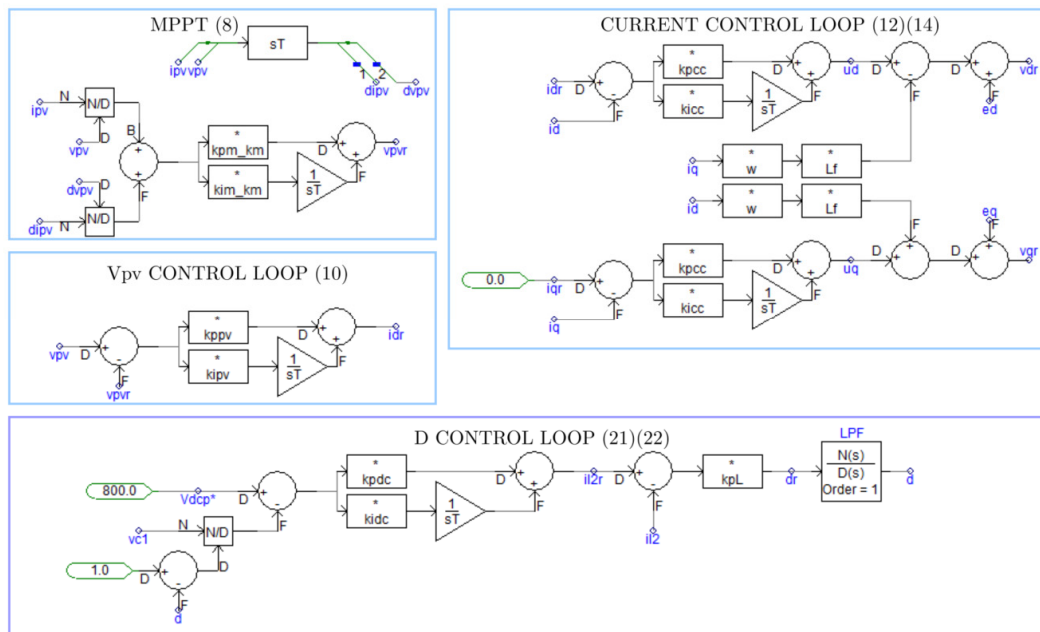 MPPT (8)
sT
ipv vpv
1 2
dipv dvpv
ipv N N/D
vpv D
B
+
+
F
dvpv D
dipv N N/D
*
kpm_km
*
kim_km
1
sT
D + +
F
vpvr
CURRENT CONTROL LOOP (12)(14)
idr D + -
F
id
*
kpcc
*
kicc
1
sT
D + +
F
ud D + -
F
D + +
F
vdr
ed
iq * w * Lf
id * w * Lf
eq
F
0.0 iqr D + -
F
iq
*
kpcc
*
kicc
1
sT
D + +
F
uq D + +
F
D + +
vqr
Vpv CONTROL LOOP (10)
vpv D + -
F
vpvr
*
kppv
*
kipv
1
sT
D + +
F
idr
D CONTROL LOOP (21)(22)
800.0 Vdcp* D + -
F
vc1 N N/D
D
1.0 D + -
F
d
*
kpdc
*
kidc
1
sT
D + +
F
il2r D + -
F
il2
*
kpL
dr
LPF
N(s)
D(s)
Order = 1
d